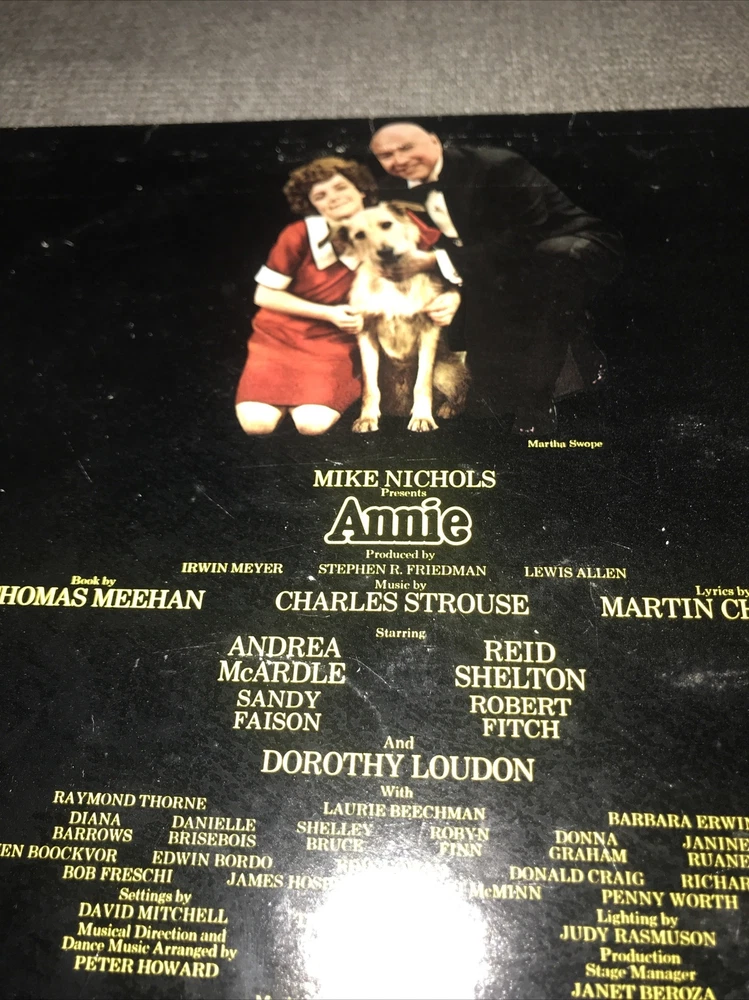 Martha Swope
MIKE NICHOLS
Presents
Annie
Produced by
IRWIN MEYER STEPHEN R. FRIEDMAN LEWIS ALLEN
Book by
HOMAS MEEHAN
Music by
CHARLES STROUSE
Lyrics by
MARTIN CH
Starring
ANDREA
McARDLE
REID
SHELTON
SANDY
FAISON
ROBERT
FITCH
And
DOROTHY LOUDON
With
RAYMOND THORNE
LAURIE BEECHMAN
BARBARA ERWIN
DIANA
BARROWS
DANIELLE
BRISEBOIS
SHELLEY
BRUCE
ROBYN
FINN
DONNA
GRAHAM
JANINE
RUANE
EN BOOCKVOR EDWIN BORDO
DONALD CRAIG RICHAR
BOB FRESCHI JAMES HOS
McMINN
PENNY WORTH
Settings by
DAVID MITCHELL
Lighting by
JUDY RASMUSON
Musical Direction and
Dance Music Arranged by
PETER HOWARD
Production
Stage Manager
JANET BEROZA